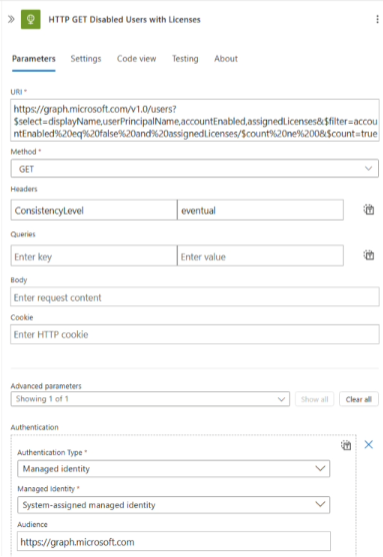 HTTP GET Disabled Users with Licenses
Parameters Settings Code view Testing About
URI *
https://graph.microsoft.com/v1.0/users?
$select=displayName,userPrincipalName,accountEnabled,assignedLicenses&$filter=accou
ntEnabled%20eq%20false%20and%20assignedLicenses/$count%20ne%200&$count=true
Method *
GET
Headers
ConsistencyLevel eventual
Queries
Enter key Enter value
Body
Enter request content
Cookie
Enter HTTP cookie
Advanced parameters
Showing 1 of 1 Show all Clear all
Authentication
Authentication Type *
Managed identity
Managed Identity *
System-assigned managed identity
Audience
https://graph.microsoft.com